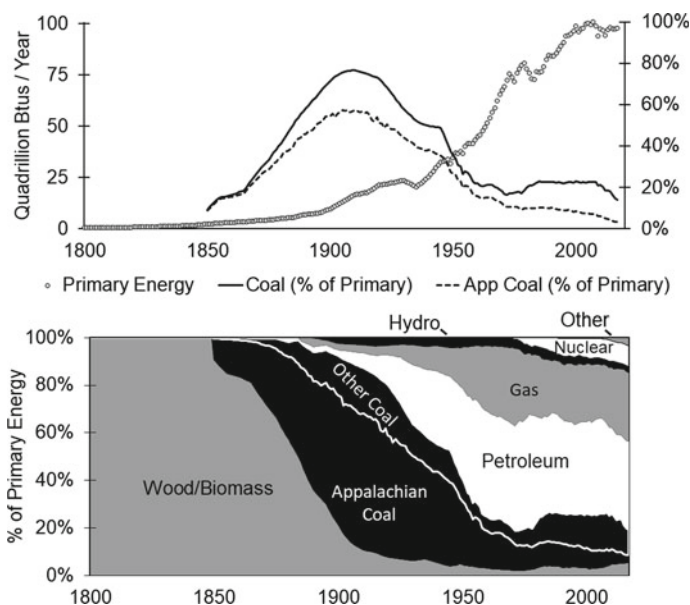 100 100%
75 80%
60%
50
40%
25 20%
0 0%
Quadrillion Btus / Year
1800 1850 1900 1950 2000
Primary Energy Coal (% of Primary) App Coal (% of Primary)
Hydro Other
100%
80%
60%
40%
20%
0%
% of Primary Energy
Nuclear
Gas
Other Coal
Petroleum
Wood/Biomass
Appalachian
Coal
1800 1850 1900 1950 2000